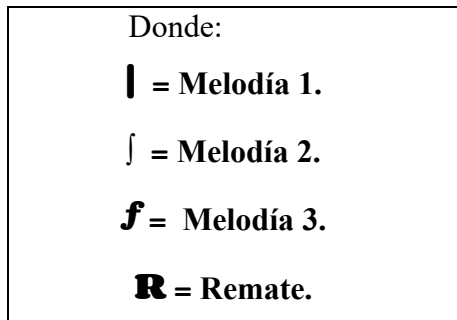 Donde:
| = Melodía 1.
∫ = Melodía 2.
f = Melodía 3.
R = Remate.